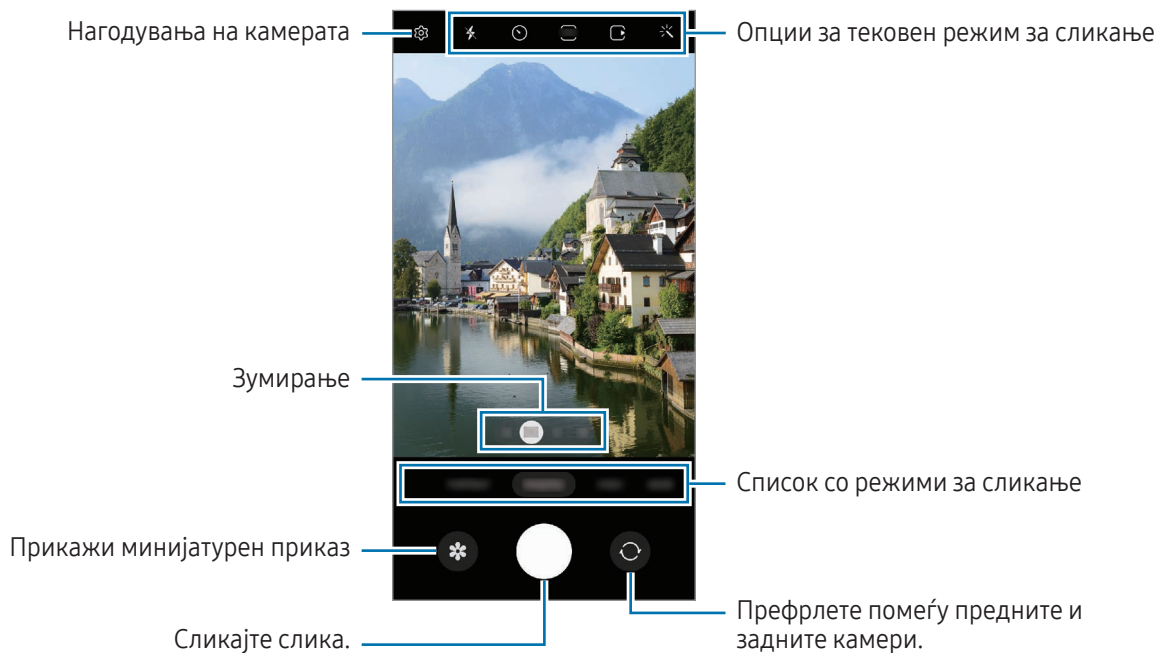 Нагодувања на камерата
Опции за тековен режим за сликање
Зумирање
Список со режими за сликање
Прикажи минијатурен приказ
Сликајте слика.
Префрлете помеѓу предните и
задните камери.